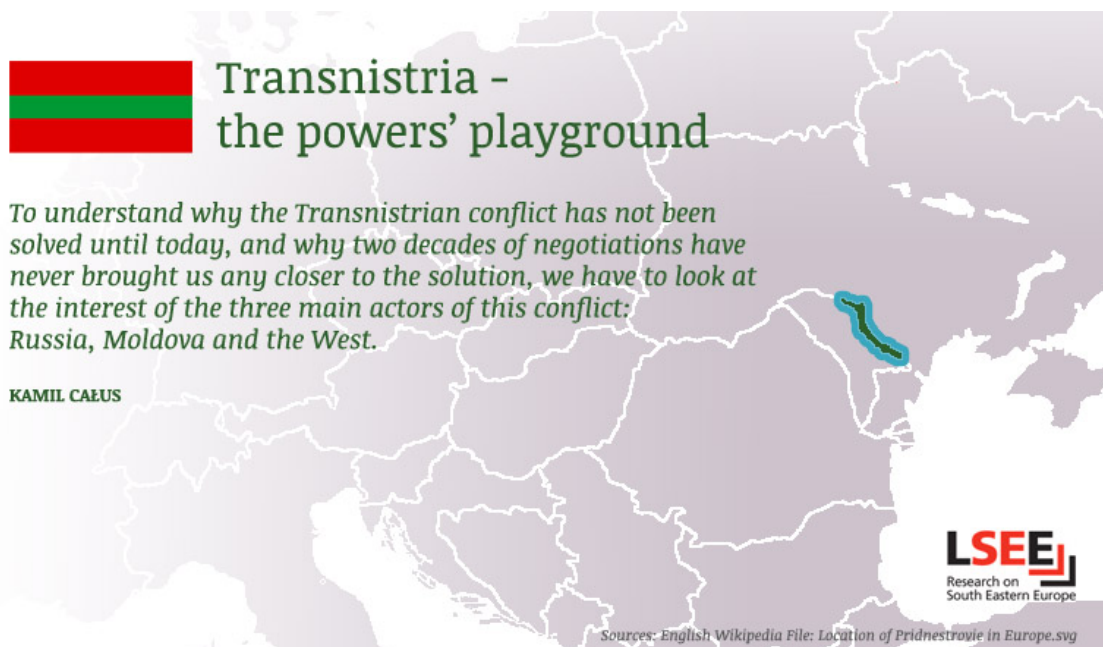 Transnistria -
the powers' playground
To understand why the Transnistrian conflict has not been
solved until today, and why two decades of negotiations have
never brought us any closer to the solution, we have to look at
the interest of the three main actors of this conflict:
Russia, Moldova and the West.
KAMIL CAŁUS
LSEE
Research on
South Eastern Europe
Sources: English Wikipedia File: Location of Pridnestrovie in Europe.svg